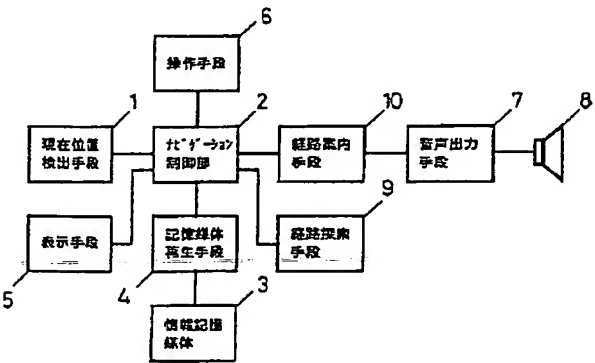 6
操作手段
1
2
10
7
8
現在位置
検出手段
ナビゲーション
制御部
経路案内
手段
音声出力
手段
9
表示手段
記憶媒体
再生手段
経路探索
手段
5
4
3
情報記憶
媒体